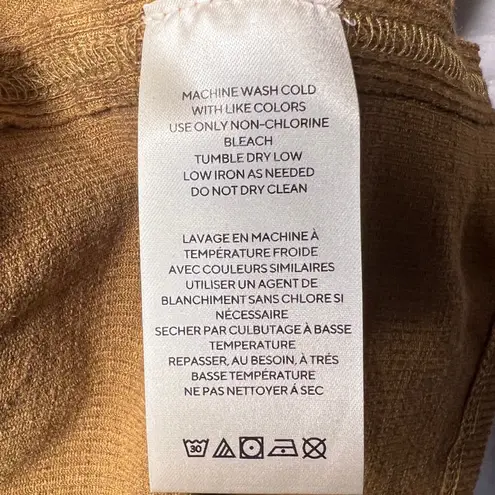 MACHINE WASH COLD
WITH LIKE COLORS
USE ONLY NON-CHLORINE
BLEACH
TUMBLE DRY LOW
LOW IRON AS NEEDED
DO NOT DRY CLEAN
LAVAGE EN MACHINE À
TEMPÉRATURE FROIDE
AVEC COULEURS SIMILAIRES
UTILISER UN AGENT DE
BLANCHIMENT SANS CHLORE SI
NÉCESSAIRE
SECHER PAR CULBUTAGE À BASSE
TEMPERATURE
REPASSER, AU BESOIN, À TRÉS
BASSE TEMPÉRATURE
NE PAS NETTOYER Á SEC
30